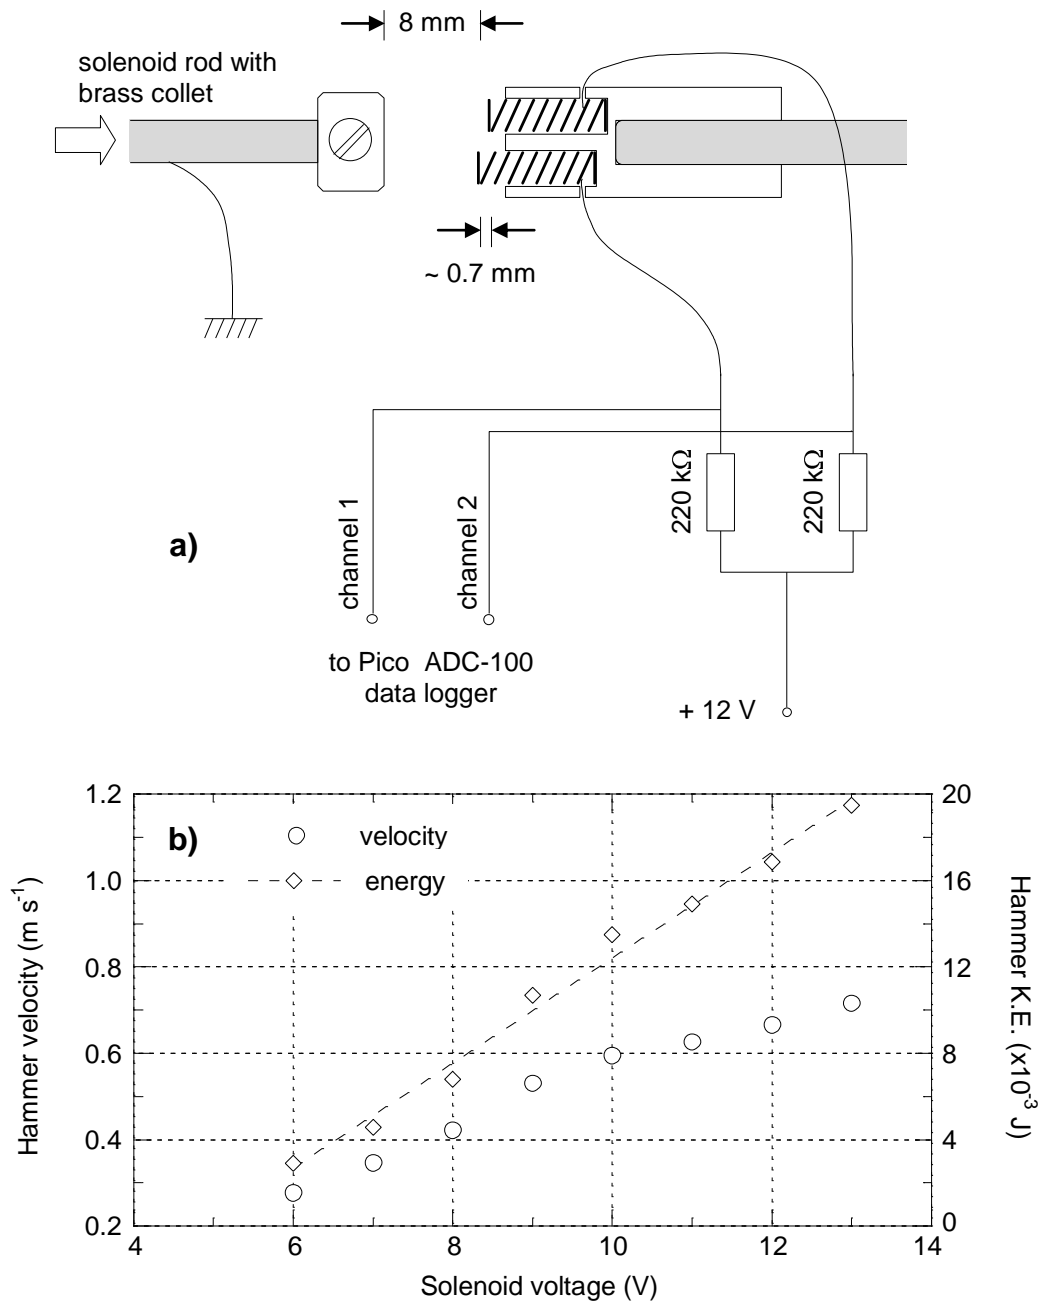 8 mm
solenoid rod with
brass collet
~ 0.7 mm
220 kΩ
220 kΩ
channel 1
channel 2
a)
to Pico ADC-100
data logger
+ 12 V
b)
velocity
energy
Hammer velocity (m s⁻¹)
1.2
1.0
0.8
0.6
0.4
0.2
20
16
12
8
4
0
Hammer K.E. (x10⁻³ J)
4
6
8
10
12
14
Solenoid voltage (V)